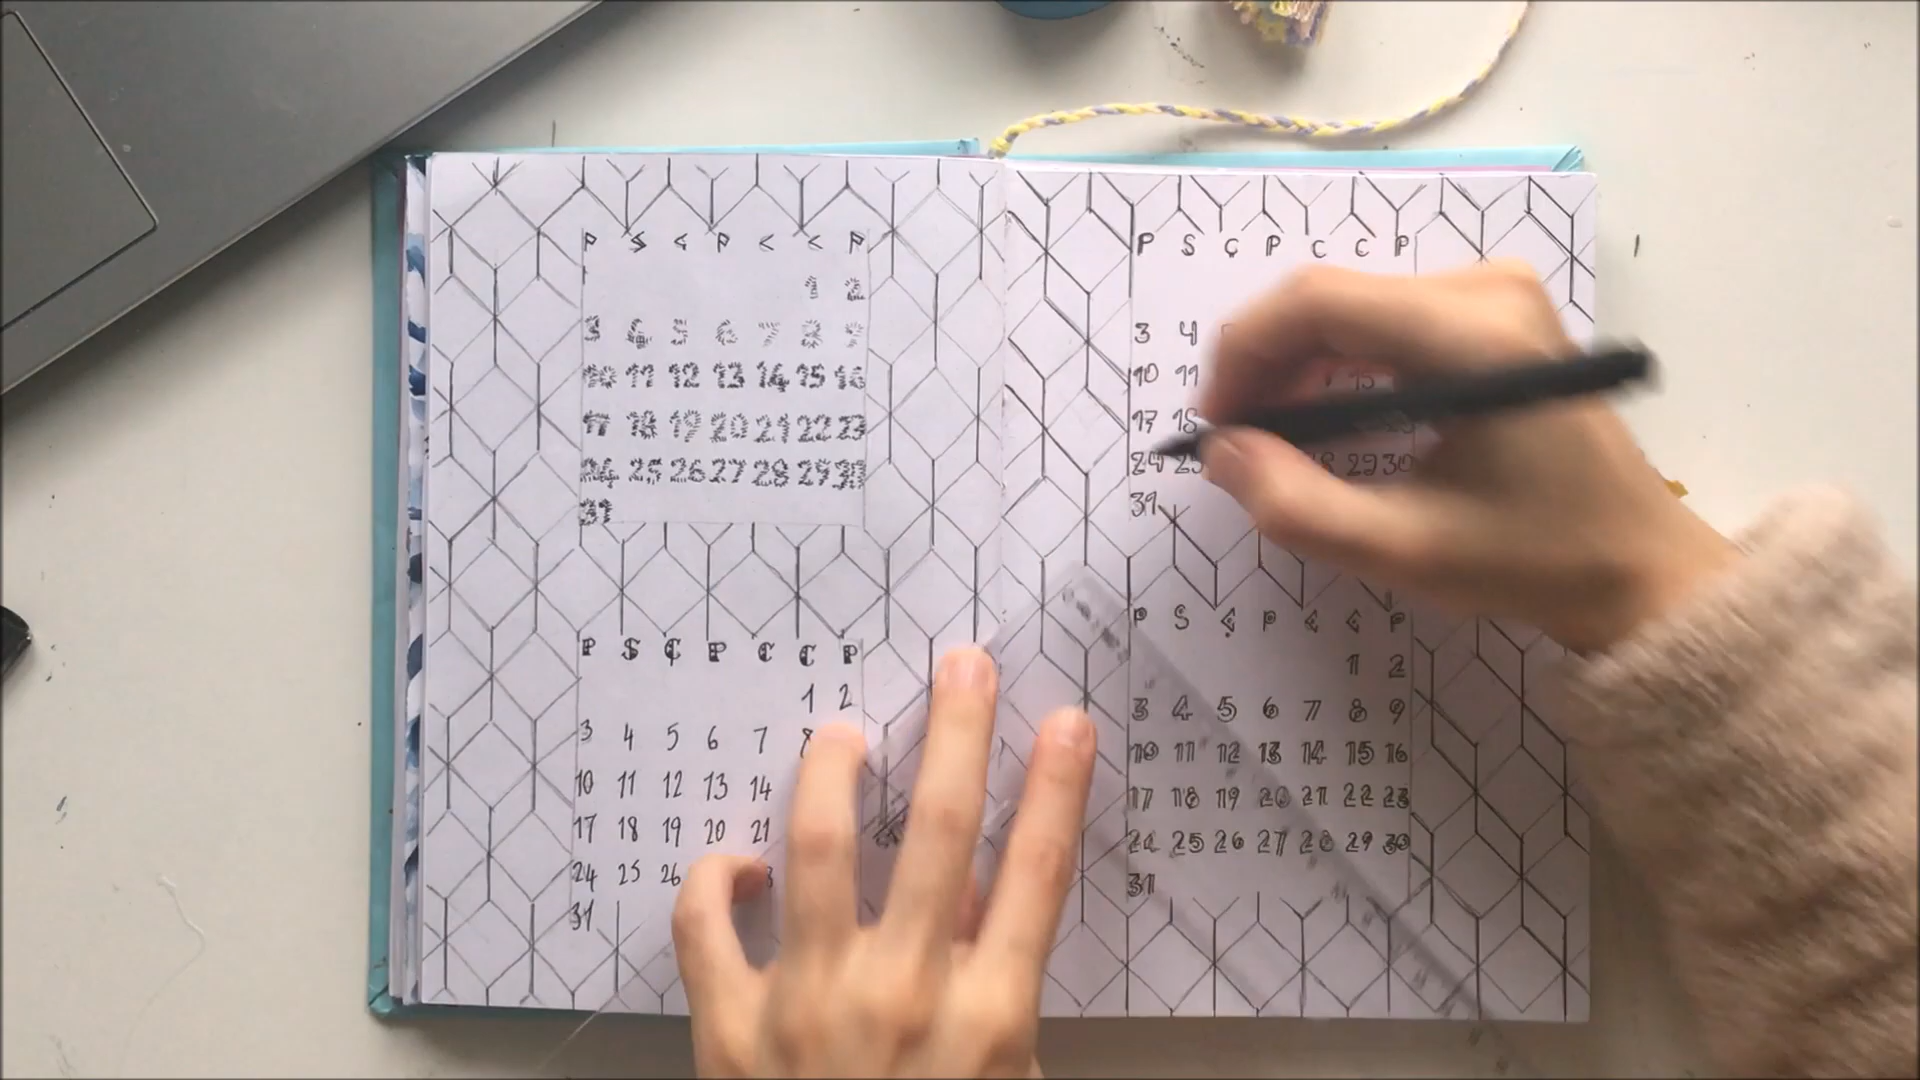 P S C P C C P
1 2
3 4 5 6 7 8 9
10 11 12 13 14 15 16
17 18 19 20 21 22 23
24 25 26 27 28 29 30
31
P S Ç P C C P
3 4
10 11 15
17 18
24 25 29 30
31
P S Ç P C C P
1 2
3 4 5 6 7 8
10 11 12 13 14
17 18 19 20 21
24 25 26
31
P S Ç P Ç Ç P
1 2
3 4 5 6 7 8 9
10 11 12 13 14 15 16
17 18 19 20 21 22 23
24 25 26 27 28 29 30
31